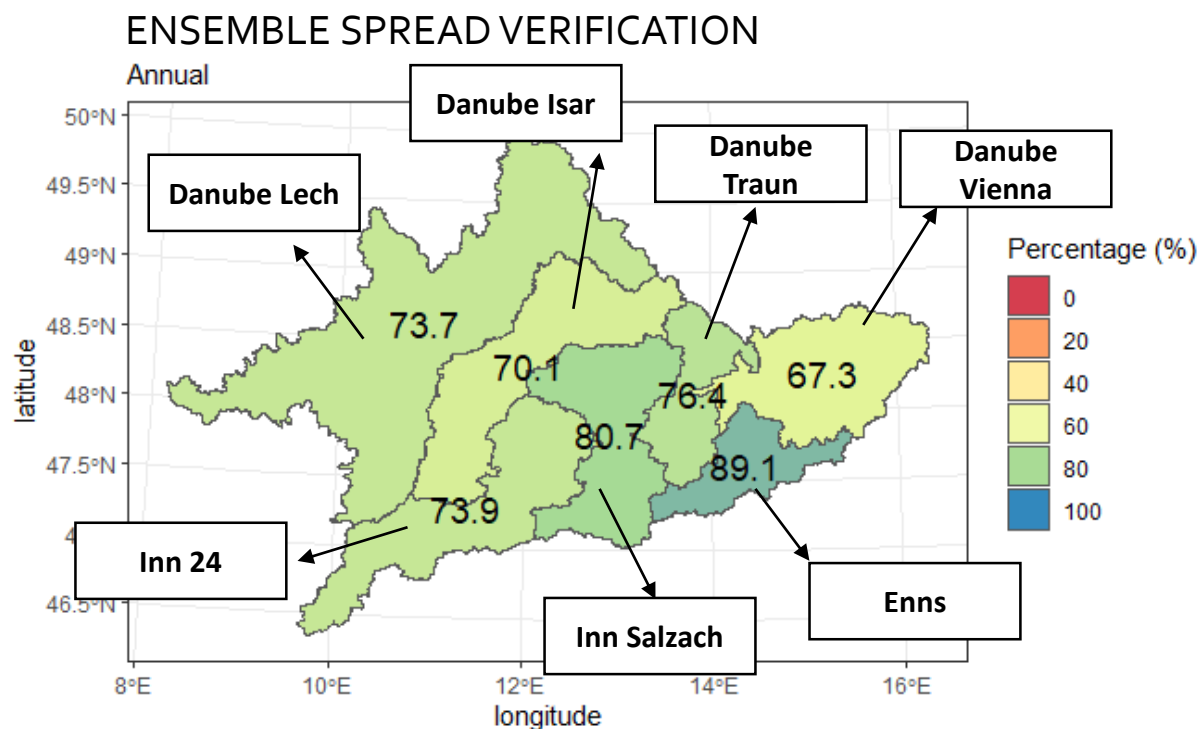 ENSEMBLE SPREAD VERIFICATION
Annual
Danube Isar
Danube
Traun
Danube
Vienna
Danube Lech
Inn 24
Inn Salzach
Enns
73.7
70.1
76.4
67.3
80.7
89.1
73.9
50°N
49.5°N
49°N
48.5°N
48°N
47.5°N
46.5°N
latitude
8°E
10°E
12°E
14°E
16°E
longitude
Percentage (%)
0
20
40
60
80
100